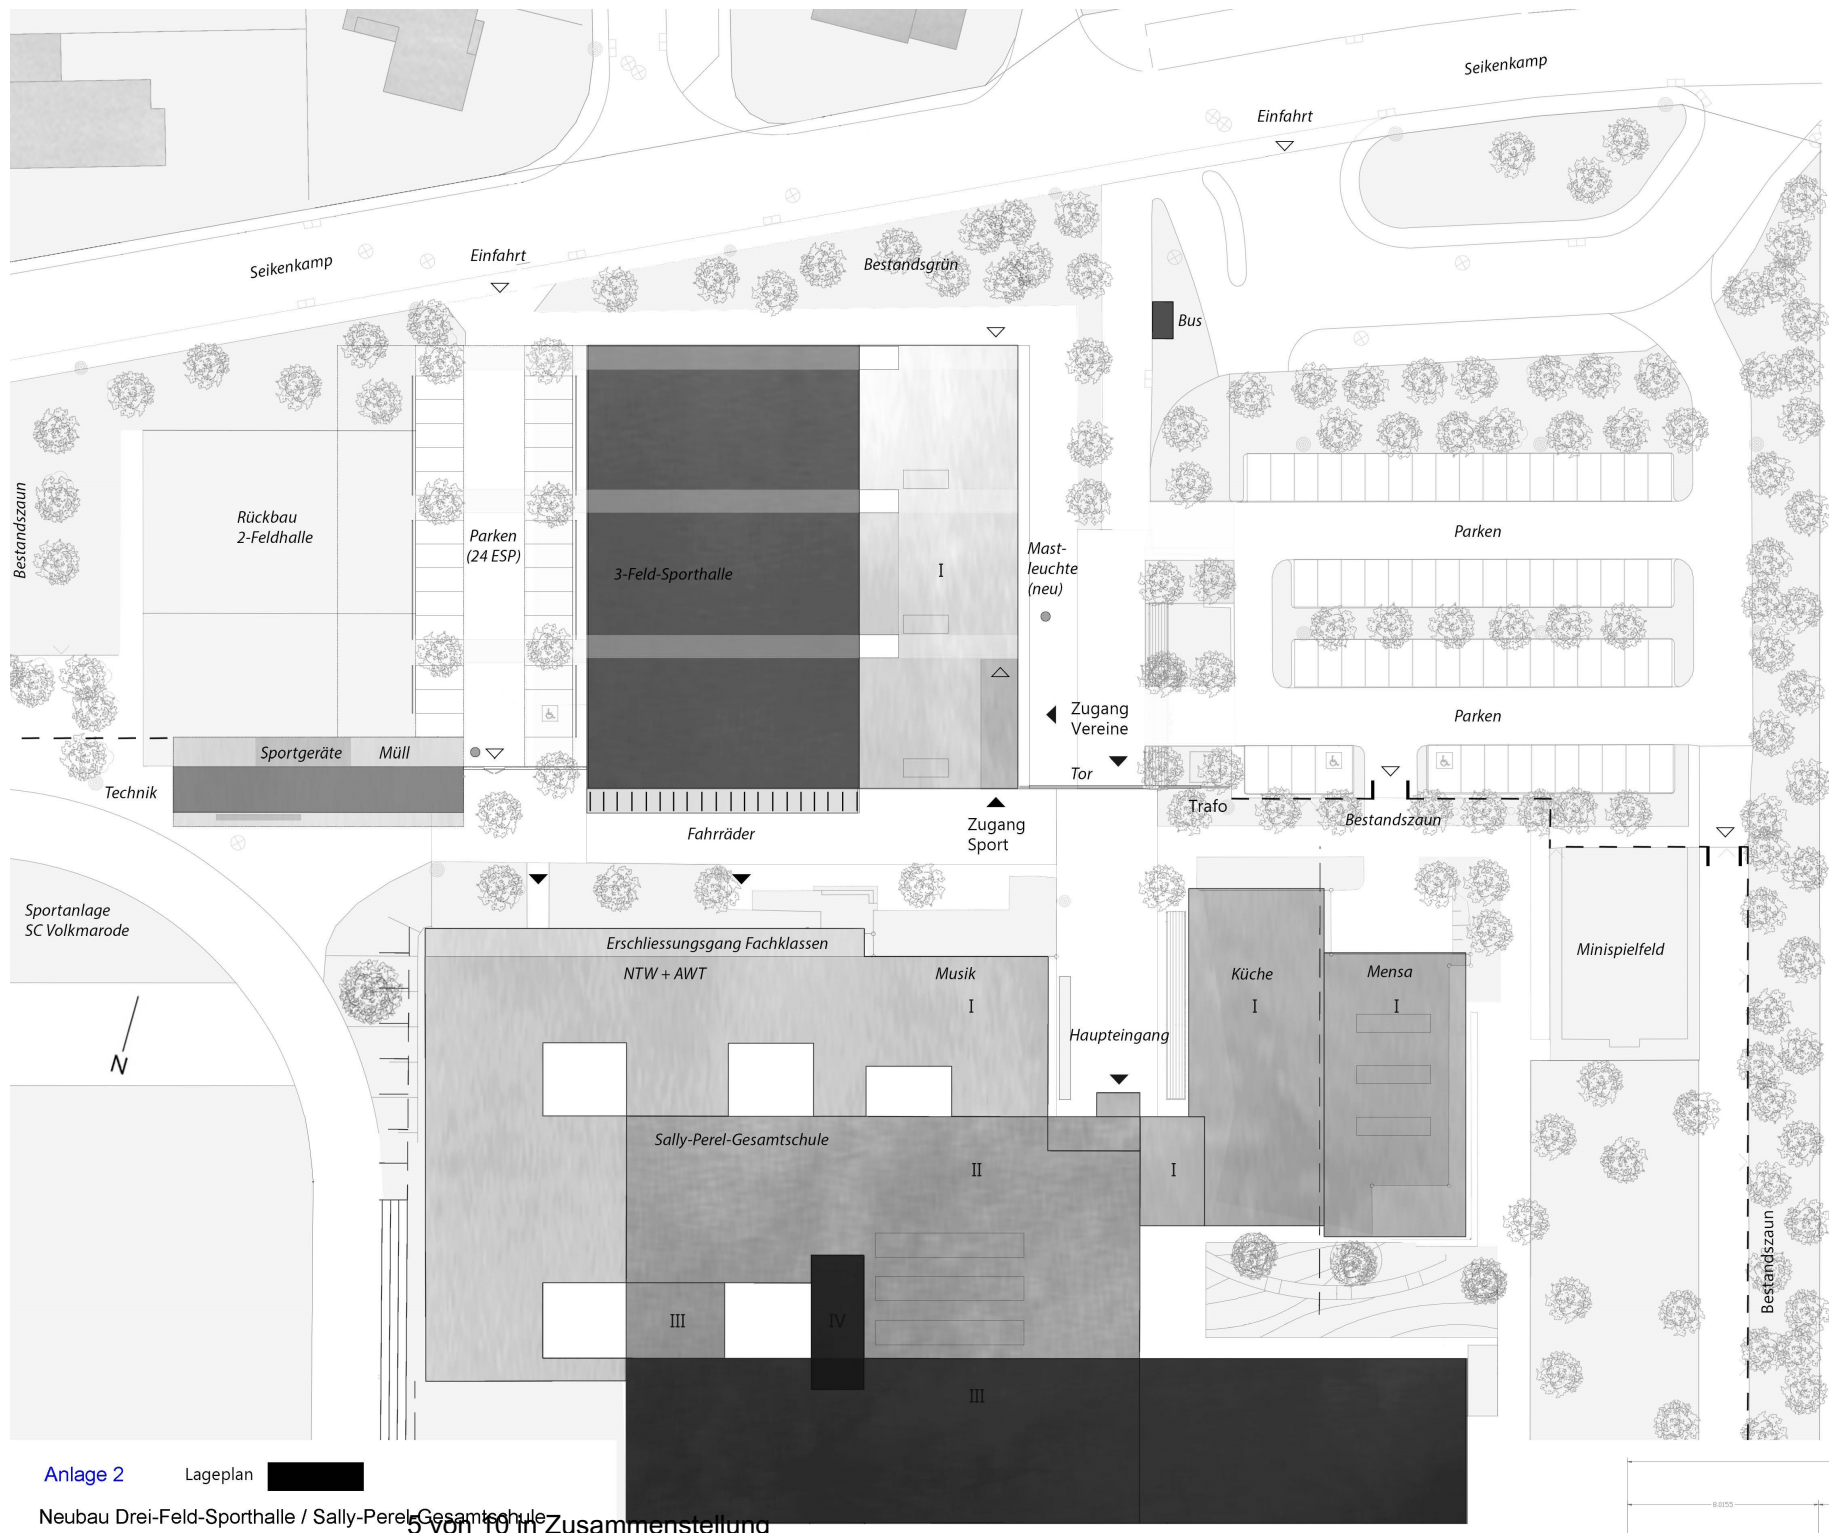 Seikenkamp
Einfahrt
Seikenkamp
Einfahrt
Bestandsgrün
Bus
Bestandszaun
Rückbau
2-Feldhalle
Parken
(24 ESP)
3-Feld-Sporthalle
I
Mast-
leuchte
(neu)
Parken
Parken
Zugang
Vereine
Tor
Sportgeräte
Müll
Technik
Trafo
Bestandszaun
Fahrräder
Zugang
Sport
Sportanlage
SC Volkmarode
Erschliessungsgang Fachklassen
NTW + AWT
Musik
I
Küche
I
Mensa
I
Minispielfeld
Haupteingang
N
Sally-Perel-Gesamtschule
II
I
Bestandszaun
III
IV
III
Anlage 2
Lageplan
Neubau Drei-Feld-Sporthalle / Sally-Perel-Gesamtschule
5 von 10 in Zusammenstellung